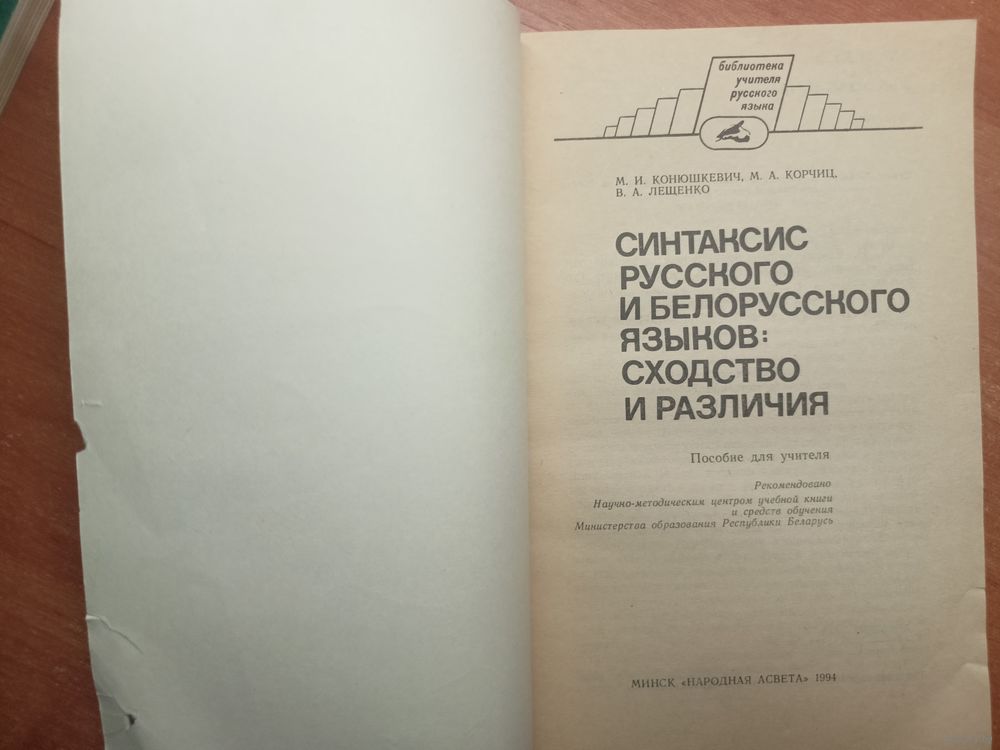 библиотека
учителя
русского
языка
М. И. КОНЮШКЕВИЧ, М. А. КОРЧИЦ,
В. А. ЛЕЩЕНКО
СИНТАКСИС
РУССКОГО
И БЕЛОРУССКОГО
ЯЗЫКОВ:
СХОДСТВО
И РАЗЛИЧИЯ
Пособие для учителя
Рекомендовано
Научно-методическим центром учебной книги
и средств обучения
Министерства образования Республики Беларусь
МИНСК «НАРОДНАЯ АСВЕТА» 1994